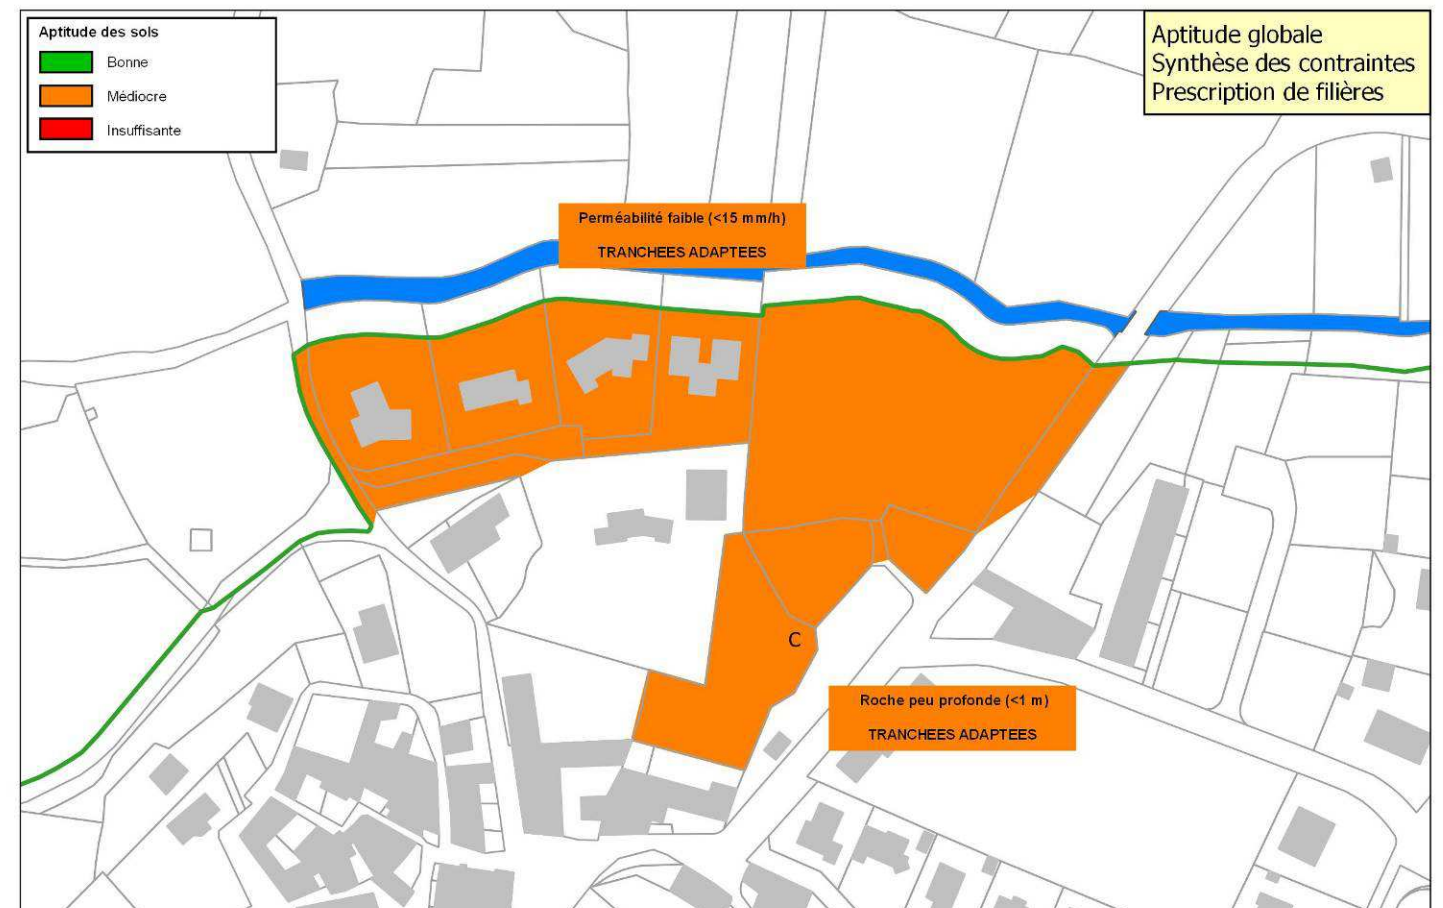 Aptitude des sols
Bonne
Médiocre
Insuffisante
Aptitude globale
Synthèse des contraintes
Prescription de filières
Perméabilité faible (<15 mm/h)
TRANCHEES ADAPTEES
C
Roche peu profonde (<1 m)
TRANCHEES ADAPTEES